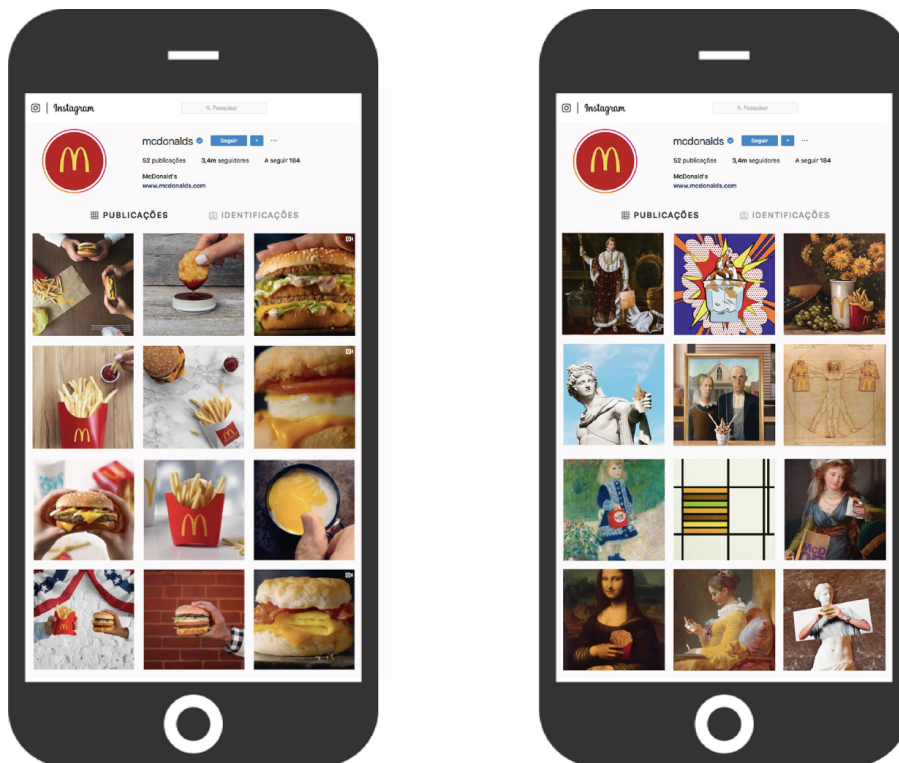 Instagram
Pesquisar
mcdonalds
Seguir
52 publicações 3,4m seguidores A seguir 184
McDonald's
www.mcdonalds.com
PUBLICAÇÕES IDENTIFICAÇÕES
Instagram
Pesquisar
mcdonalds
Seguir
52 publicações 3,4m seguidores A seguir 184
McDonald's
www.mcdonalds.com
PUBLICAÇÕES IDENTIFICAÇÕES